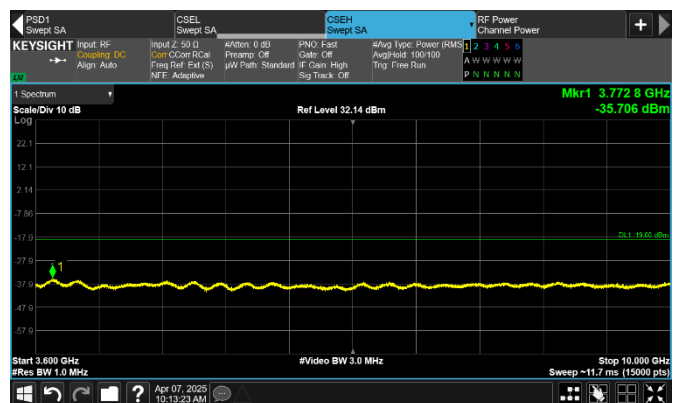 PSD1
Swept SA
CSEL
Swept SA
CSEH
Swept SA
RF Power
Channel Power
KEYSIGHT
Input: RF
Coupling: DC
Align: Auto
Input Z: 50 Ω
Corr CCorr RCal
Freq Ref: Ext (S)
NFE: Adaptive
#Atten: 0 dB
Preamp: Off
µW Path: Standard
PNO: Fast
Gate: Off
IF Gain: High
Sig Track: Off
#Avg Type: Power (RMS
Avg|Hold: 100/100
Trig: Free Run
1 2 3 4 5 6
A W W W W W
P N N N N N
LXI
1 Spectrum
Scale/Div 10 dB
Ref Level 32.14 dBm
Mkr1 3.772 8 GHz
-35.706 dBm
Log
22.1
12.1
2.14
-7.86
-17.9
DL1 -19.00 dBm
-27.9
1
-37.9
-47.9
-57.9
Start 3.600 GHz
#Video BW 3.0 MHz
Stop 10.000 GHz
#Res BW 1.0 MHz
Sweep ~11.7 ms (15000 pts)
?
Apr 07, 2025
10:13:23 AM